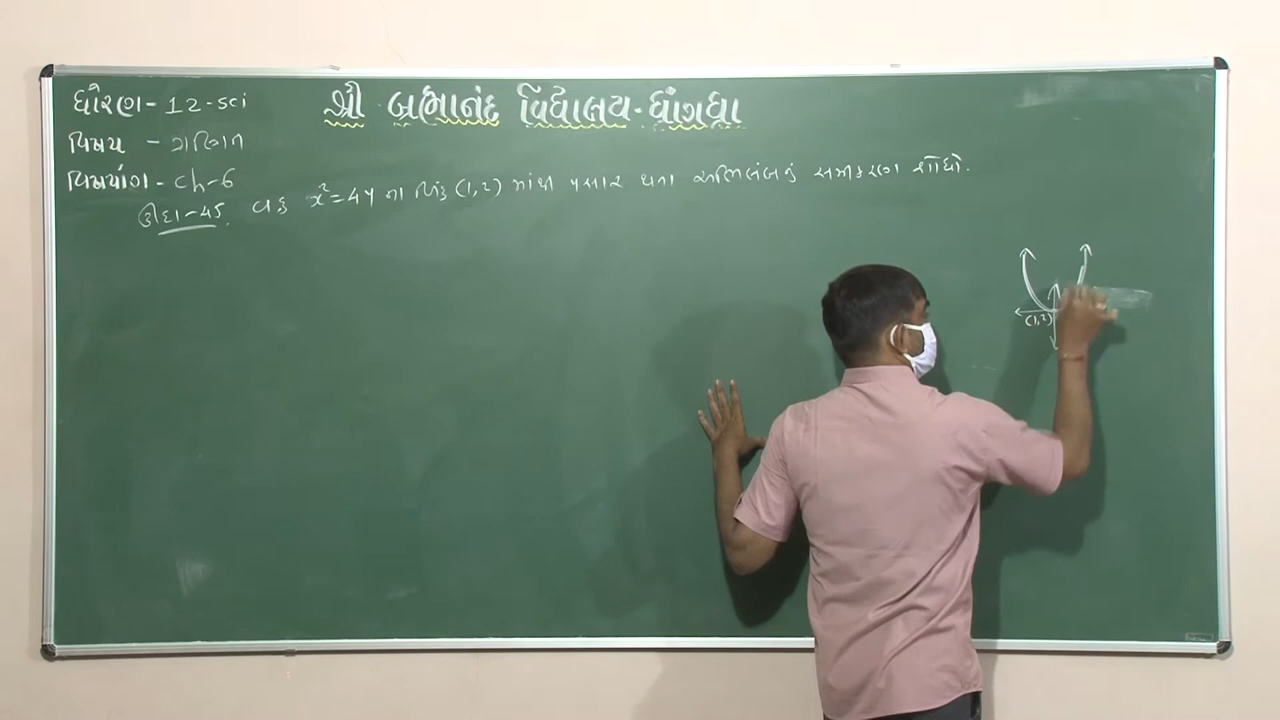 ધોરણ - 12-sci
શ્રી બ્રહ્માનંદ વિદ્યાલય-ધ્રાંગધ્રા
વિષય - ગણિત
વિષયાંગ - ch-6
ઉદા-45. વક્ર x²=4y ના બિંદુ (1,2) માંથી પસાર થતા અભિલંબનું સમીકરણ શોધો.
(1,2)